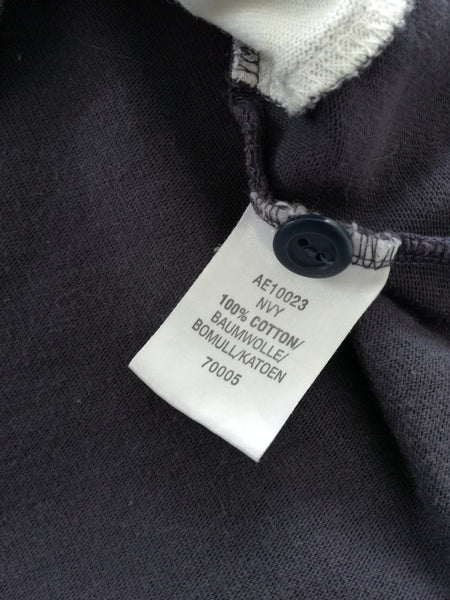 AE10023
NVY
100% COTTON/
BAUMWOLLE/
BOMULL/KATOEN
70005